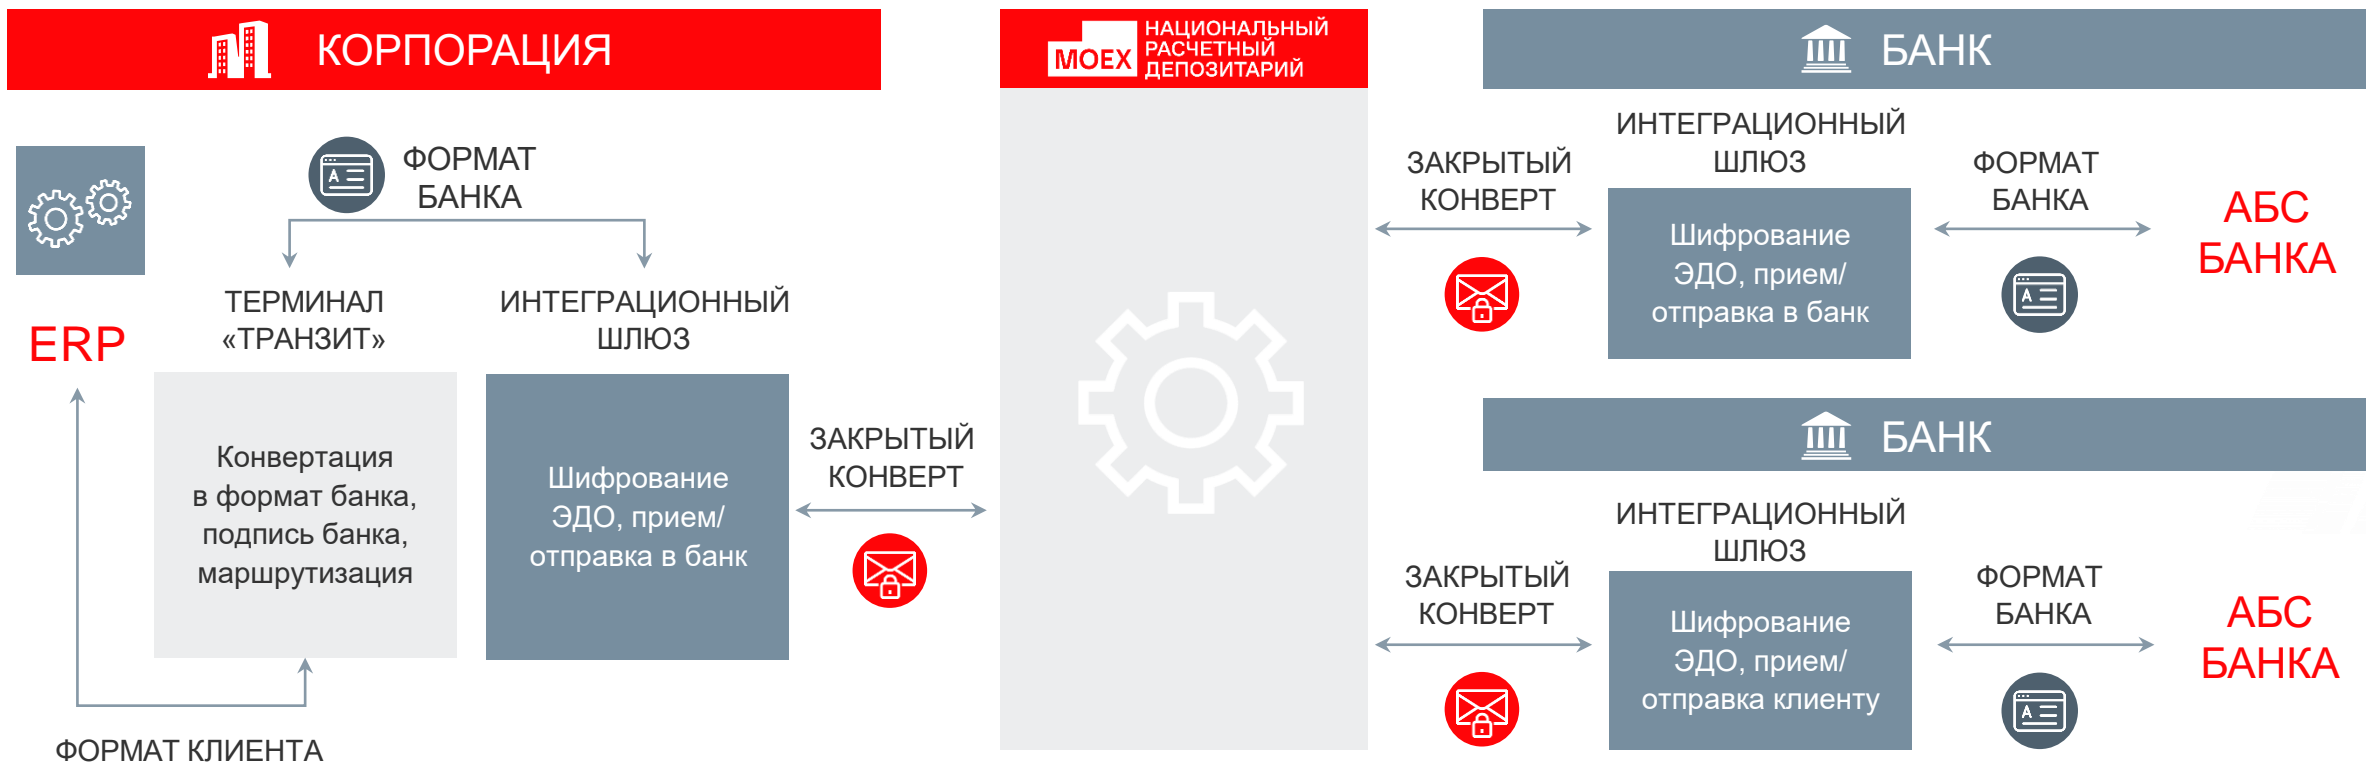 КОРПОРАЦИЯ
ФОРМАТ
БАНКА
ERP
ТЕРМИНАЛ
«ТРАНЗИТ»
Конвертация
в формат банка,
подпись банка,
маршрутизация
ФОРМАТ КЛИЕНТА
ИНТЕГРАЦИОННЫЙ
ШЛЮЗ
Шифрование
ЭДО, прием/
отправка в банк
ЗАКРЫТЫЙ
КОНВЕРТ
MOEX
НАЦИОНАЛЬНЫЙ
РАСЧЕТНЫЙ
ДЕПОЗИТАРИЙ
БАНК
ЗАКРЫТЫЙ
КОНВЕРТ
ИНТЕГРАЦИОННЫЙ
ШЛЮЗ
Шифрование
ЭДО, прием/
отправка в банк
ФОРМАТ
БАНКА
АБС
БАНКА
БАНК
ЗАКРЫТЫЙ
КОНВЕРТ
ИНТЕГРАЦИОННЫЙ
ШЛЮЗ
Шифрование
ЭДО, прием/
отправка клиенту
ФОРМАТ
БАНКА
АБС
БАНКА